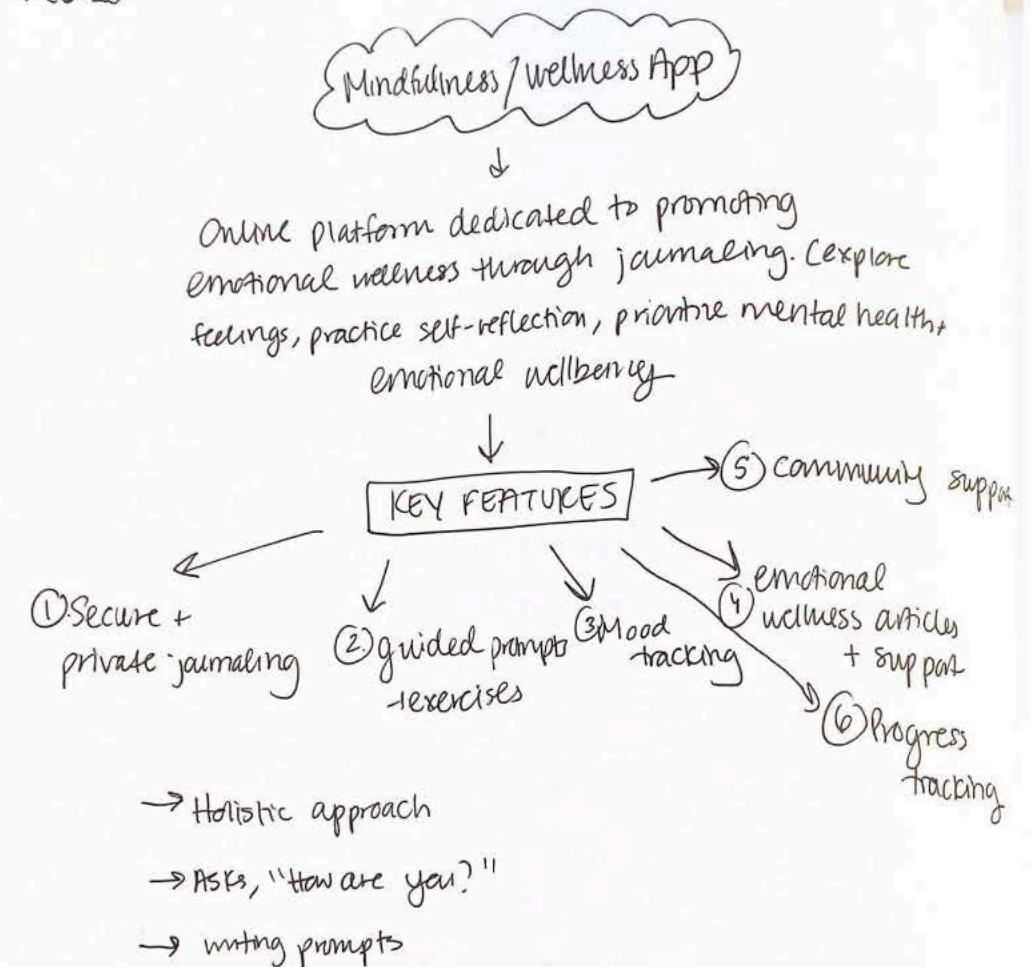 Mindfulness/Wellness App
Online platform dedicated to promoting
emotional wellness through journaling. (explore
feelings, practice self-reflection, prioritize mental health +
emotional wellbeing
KEY FEATURES
⑤ community support
① Secure +
private journaling
② guided prompts
+ exercises
③ Mood
tracking
④ emotional
wellness articles
+ support
⑥ Progress
tracking
→ Holistic approach
→ Asks, "How are you?"
→ writing prompts